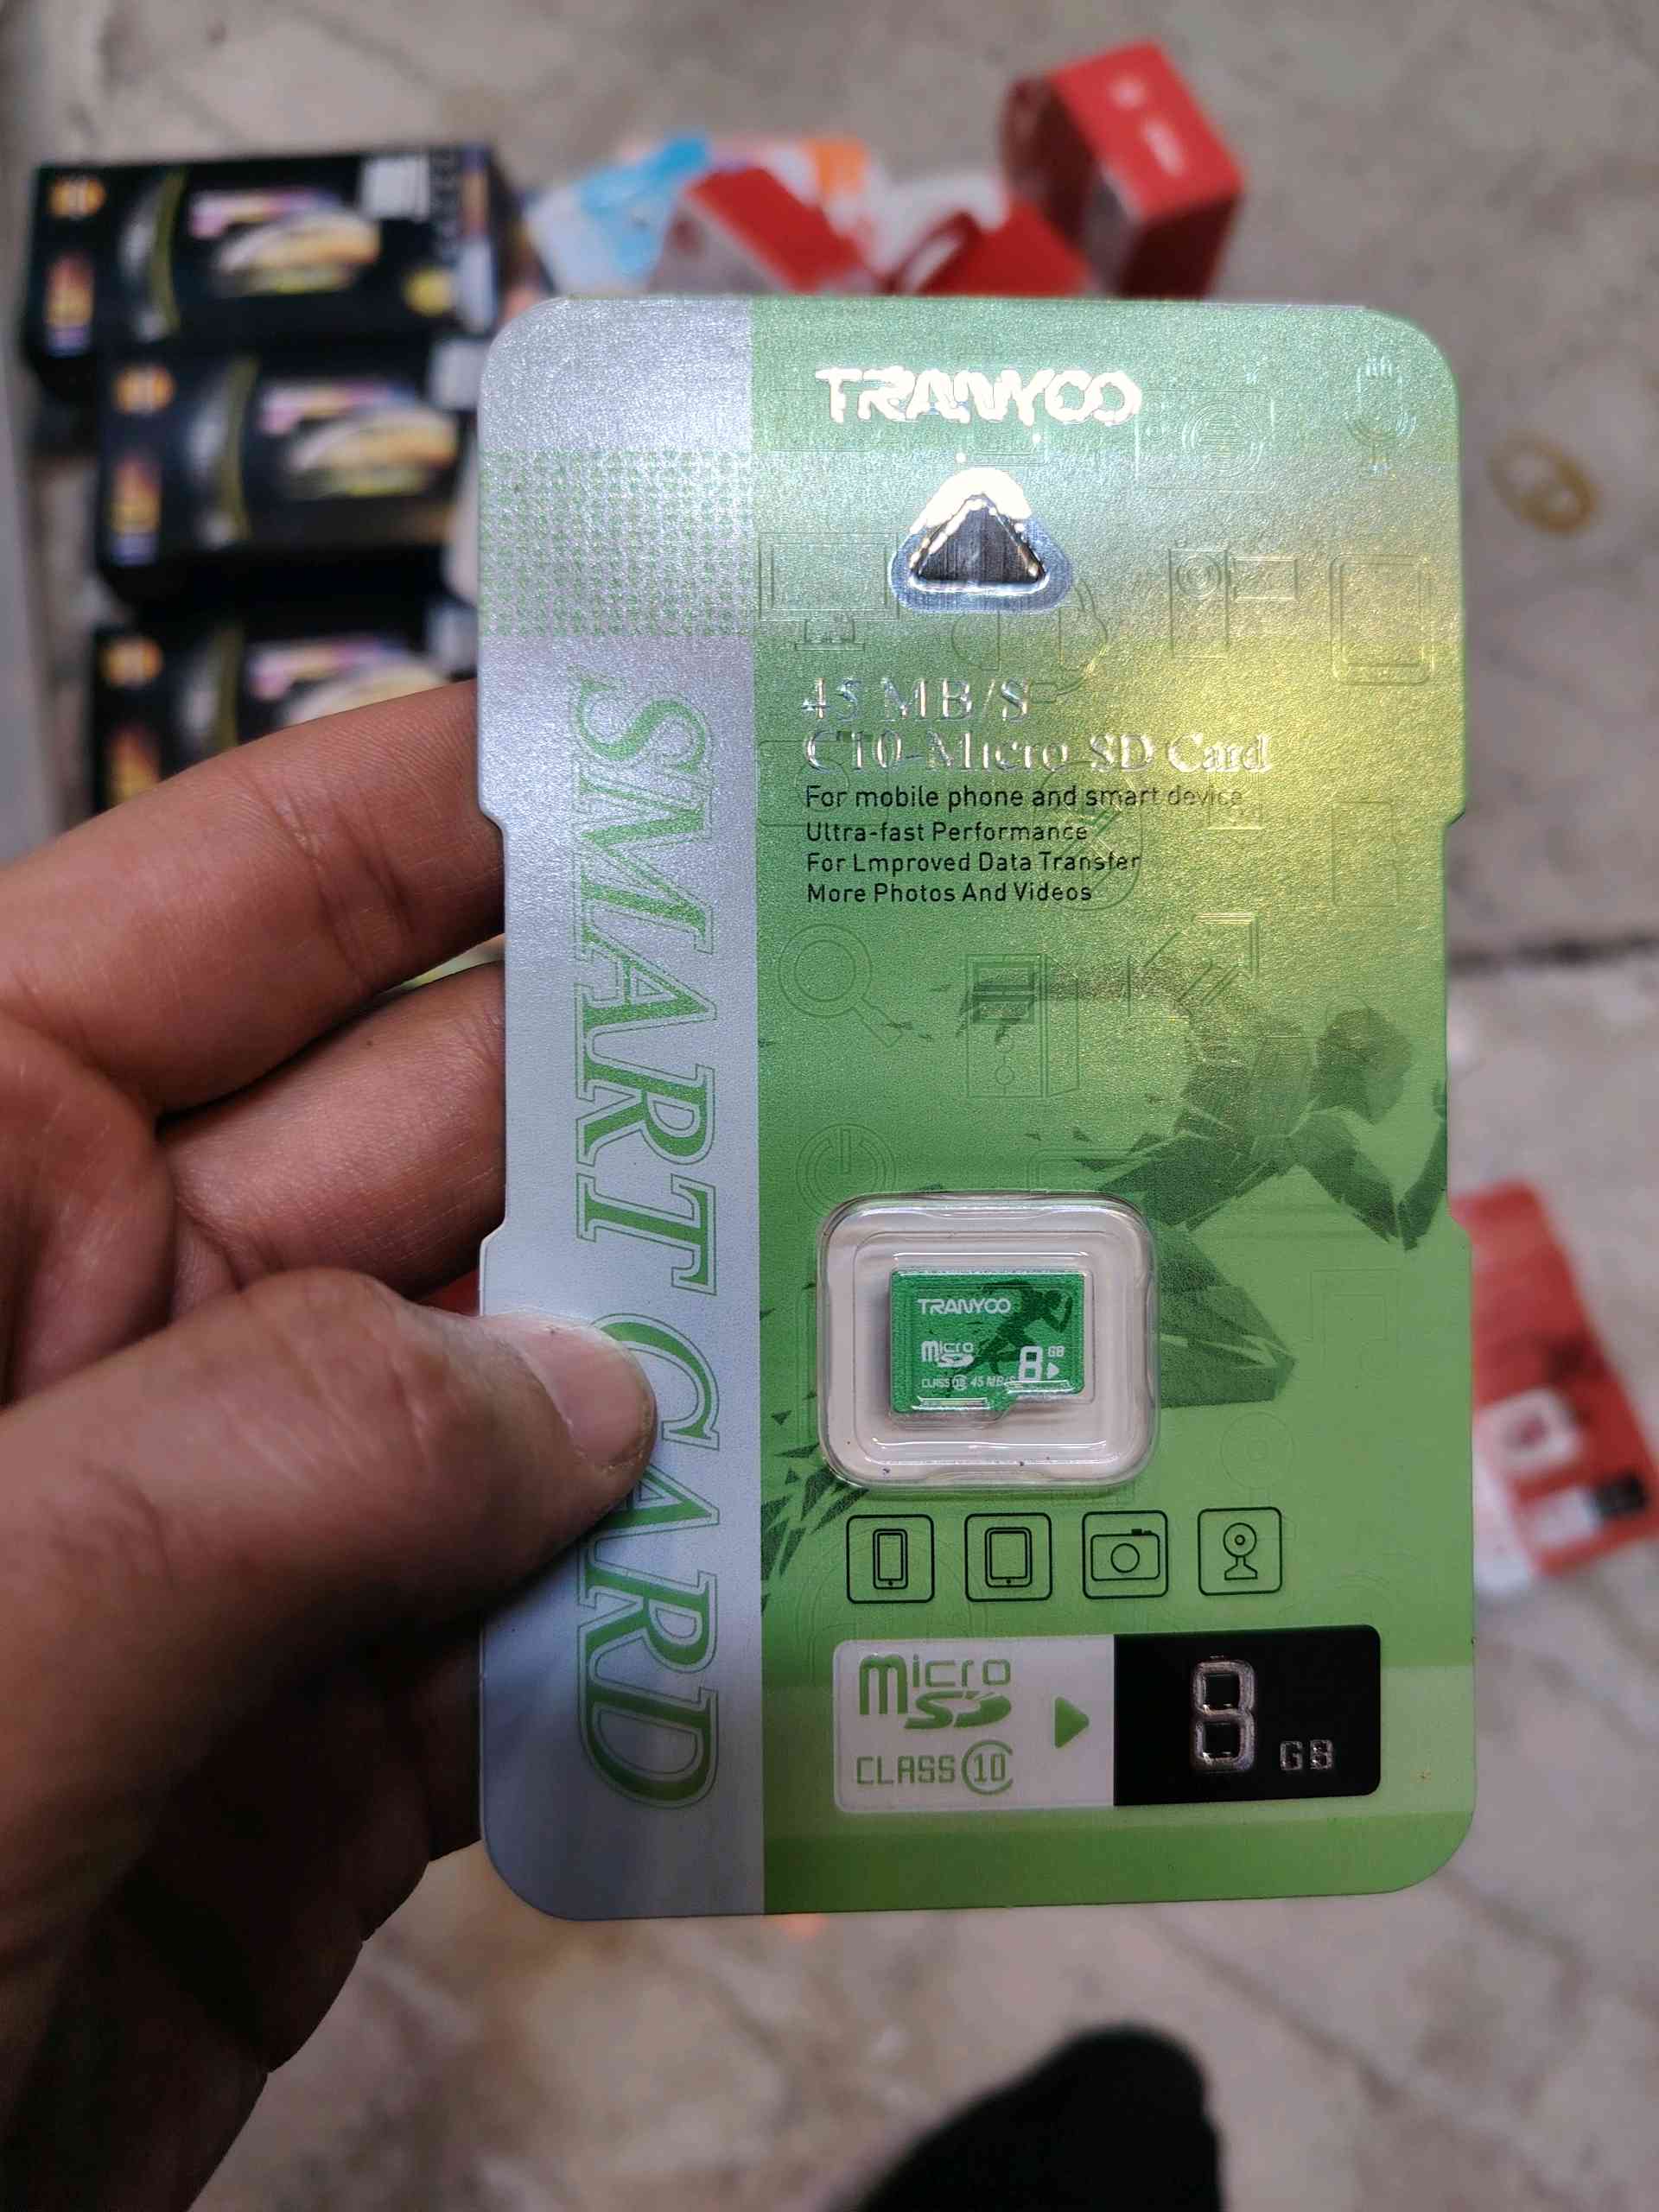 TRANYOO
45 MB/S
C10-Micro SD Card
For mobile phone and smart device
Ultra-fast Performance
For Lmproved Data Transfer
More Photos And Videos
SMART CARD
TRANYOO
micro
SD
8 GB
CLASS 10 45 MB/S
micro
SD
CLASS 10
8 GB